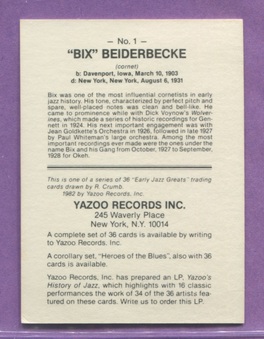 — No. 1 —
"BIX" BEIDERBECKE
(cornet)
b: Davenport, Iowa, March 10, 1903
d: New York, New York, August 6, 1931
Bix was one of the most influential cornetists in early
jazz history. His tone, characterized by perfect pitch and
spare, well-placed notes was clean and bell-like. He
came to prominence while with Dick Voynow's Wolver-
ines, which made a series of historic recordings for Gen-
nett in 1924. His next important engagement was with
Jean Goldkette's Orchestra in 1926, followed in late 1927
by Paul Whiteman's large orchestra. Among the most
important recordings ever made were the ones under the
name Bix and his Gang from October, 1927 to September,
1928 for Okeh.
This is one of a series of 36 "Early Jazz Greats" trading
cards drawn by R. Crumb.
1982 by Yazoo Records, Inc.
YAZOO RECORDS INC.
245 Waverly Place
New York, N.Y. 10014
A complete set of 36 cards is available by writing
to Yazoo Records, Inc.
A corollary set, "Heroes of the Blues", also with 36
cards is available.
Yazoo Records, Inc. has prepared an LP, Yazoo's
History of Jazz, which highlights with 16 classic
performances the work of 34 of the 36 artists fea-
tured on these cards. Write us to order this LP.